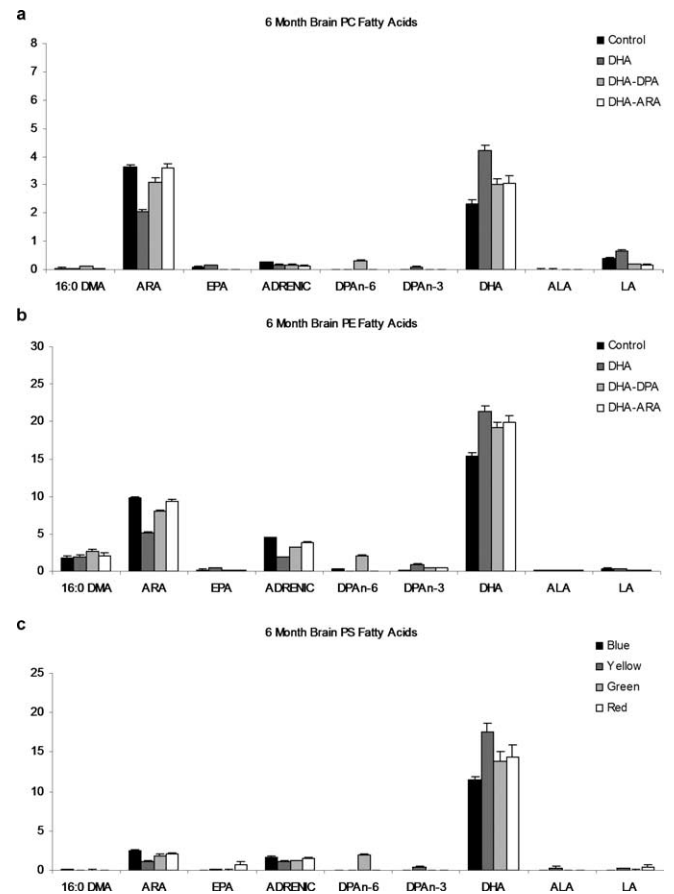 a
6 Month Brain PC Fatty Acids
Control
DHA
DHA-DPA
DHA-ARA
8
7
6
5
4
3
2
1
0
16:0 DMA ARA EPA ADRENIC DPAn-6 DPAn-3 DHA ALA LA
b
6 Month Brain PE Fatty Acids
Control
DHA
DHA-DPA
DHA-ARA
30
25
20
15
10
5
0
16:0 DMA ARA EPA ADRENIC DPAn-6 DPAn-3 DHA ALA LA
c
6 Month Brain PS Fatty Acids
Blue
Yellow
Green
Red
25
20
15
10
5
0
16:0 DMA ARA EPA ADRENIC DPAn-6 DPAn-3 DHA ALA LA